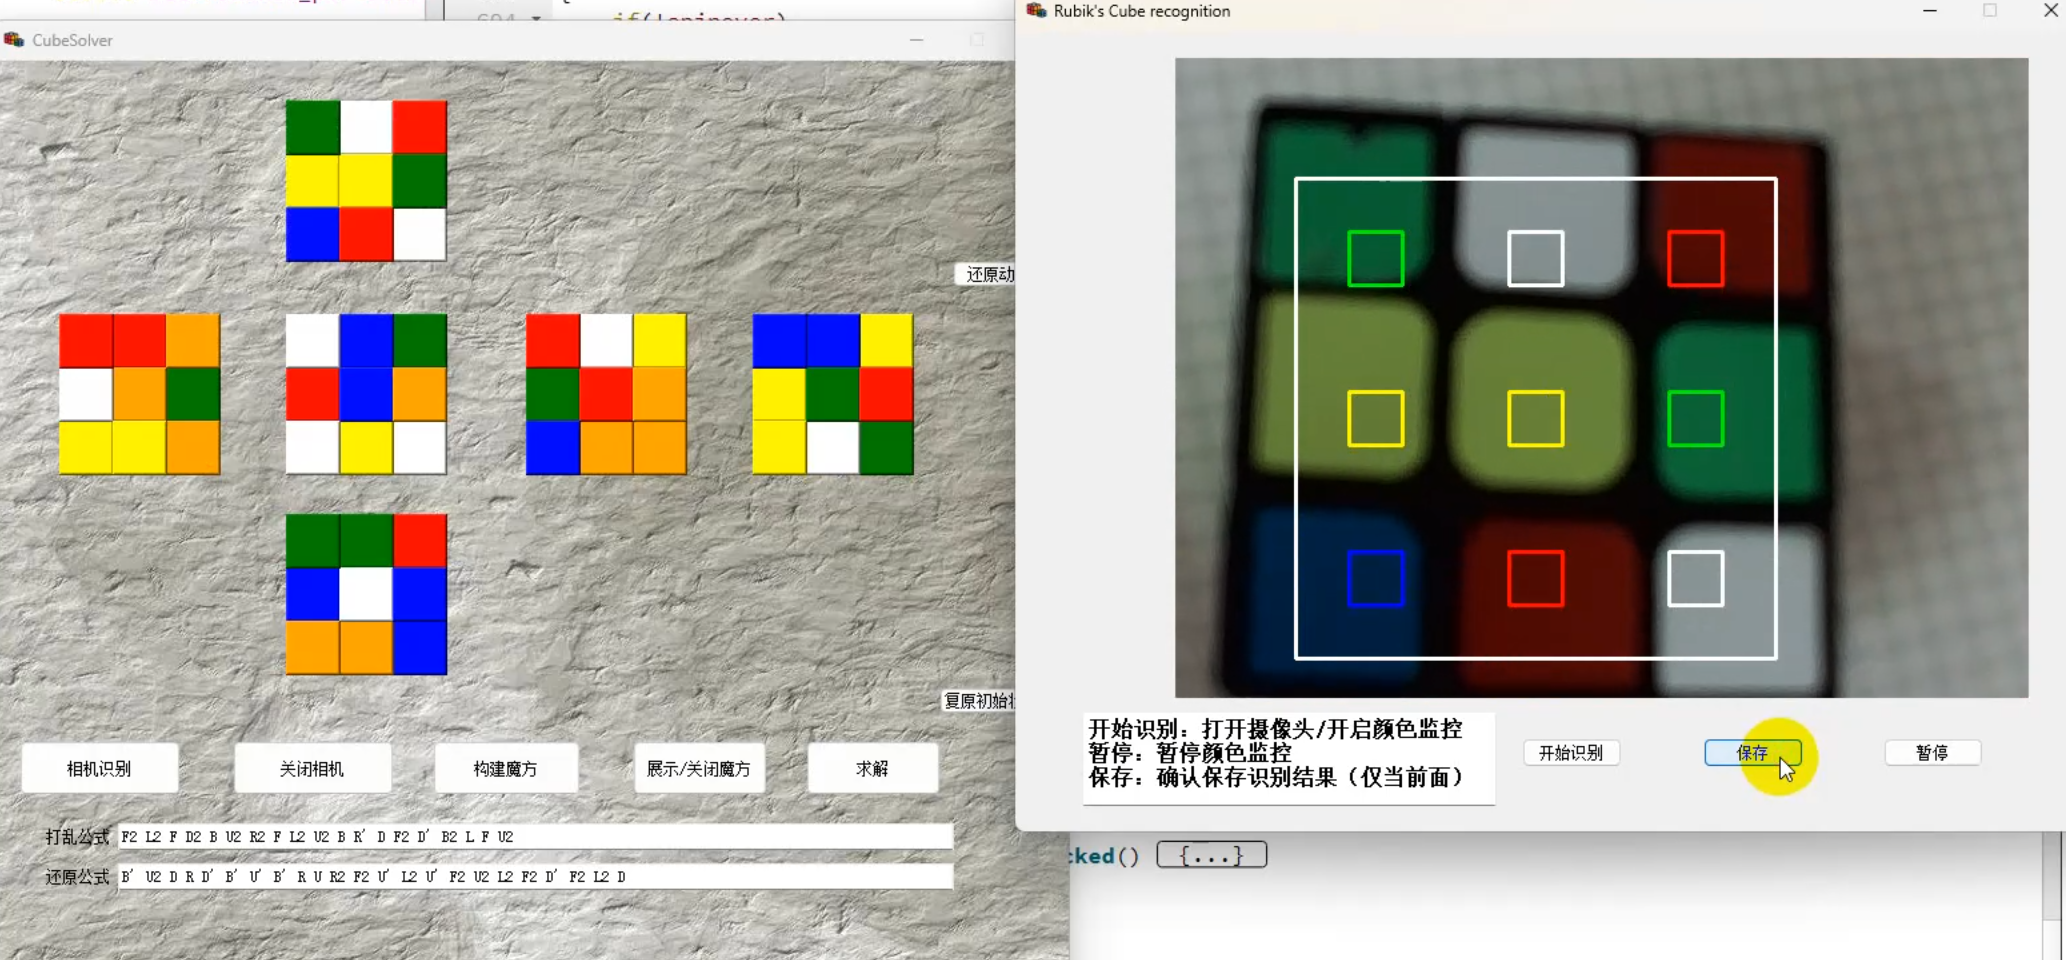 CubeSolver
Rubik's Cube recognition
还原动
复原初始
相机识别
关闭相机
构建魔方
展示/关闭魔方
求解
打乱公式
F2 L2 F D2 B U2 R2 F L2 U2 B R' D F2 D' B2 L F U2
还原公式
B' U2 D R D' B' U' B' R U R2 F2 U' L2 U' F2 U2 L2 F2 D' F2 L2 D
开始识别：打开摄像头/开启颜色监控
暂停：暂停颜色监控
保存：确认保存识别结果（仅当前面）
开始识别
保存
暂停
cked() {...}